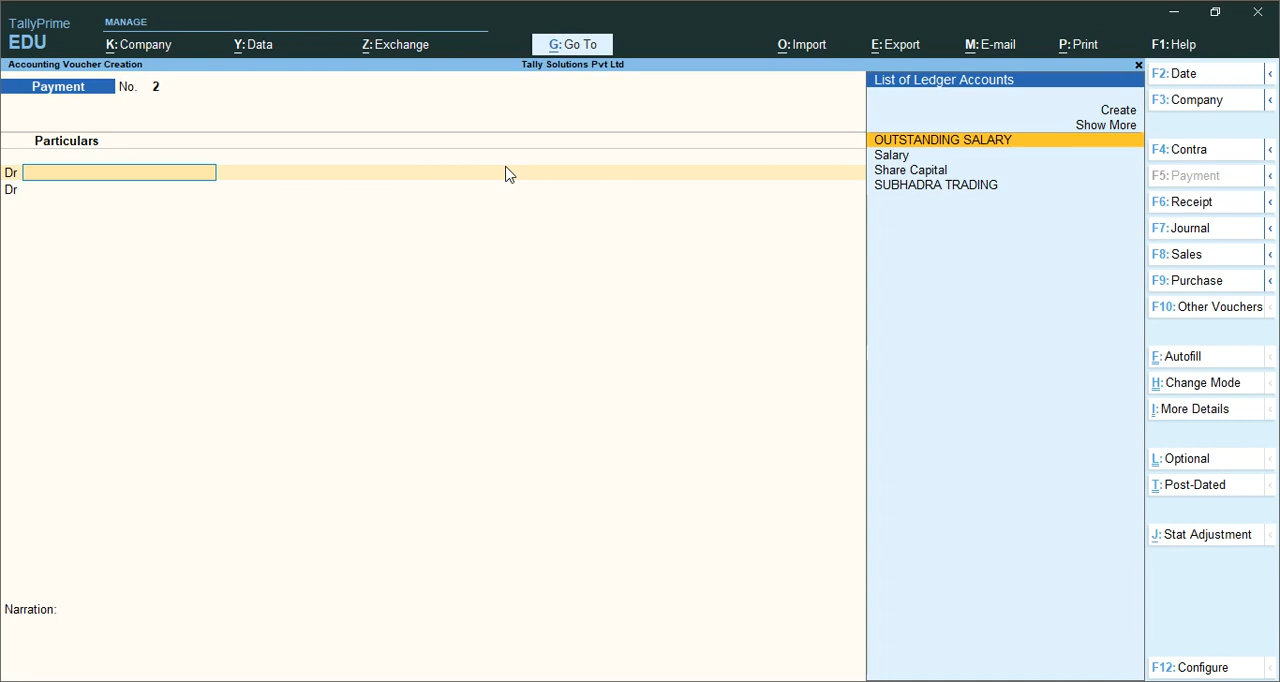 TallyPrime
EDU
MANAGE
K: Company
Y: Data
Z: Exchange
G: Go To
O: Import
E: Export
M: E-mail
P: Print
F1: Help
Accounting Voucher Creation
Tally Solutions Pvt Ltd
Payment No. 2
Particulars
Dr
Dr
Narration:
List of Ledger Accounts
Create
Show More
OUTSTANDING SALARY
Salary
Share Capital
SUBHADRA TRADING
F2: Date
F3: Company
F4: Contra
F5: Payment
F6: Receipt
F7: Journal
F8: Sales
F9: Purchase
F10: Other Vouchers
F: Autofill
H: Change Mode
I: More Details
L: Optional
T: Post-Dated
J: Stat Adjustment
F12: Configure